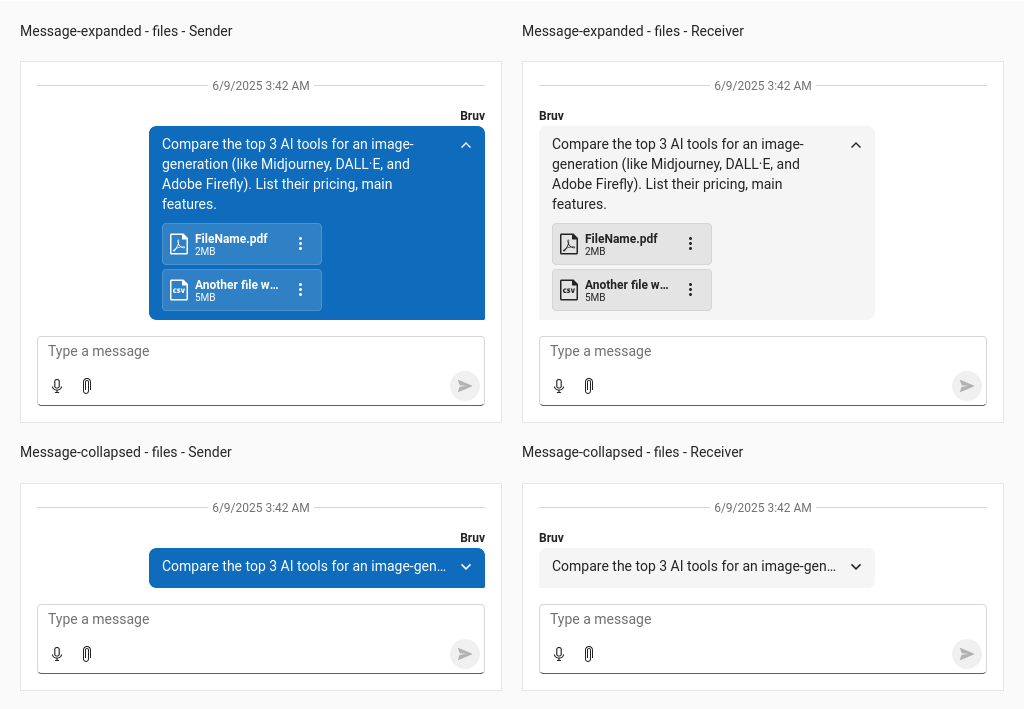 Message-expanded - files - Sender
6/9/2025 3:42 AM
Bruv
Compare the top 3 AI tools for an image-
generation (like Midjourney, DALL·E, and
Adobe Firefly). List their pricing, main
features.
FileName.pdf
2MB
CSV
Another file w...
5MB
Type a message
Message-expanded - files - Receiver
6/9/2025 3:42 AM
Bruv
Compare the top 3 AI tools for an image-
generation (like Midjourney, DALL·E, and
Adobe Firefly). List their pricing, main
features.
FileName.pdf
2MB
CSV
Another file w...
5MB
Type a message
Message-collapsed - files - Sender
6/9/2025 3:42 AM
Bruv
Compare the top 3 AI tools for an image-gen...
Type a message
Message-collapsed - files - Receiver
6/9/2025 3:42 AM
Bruv
Compare the top 3 AI tools for an image-gen...
Type a message